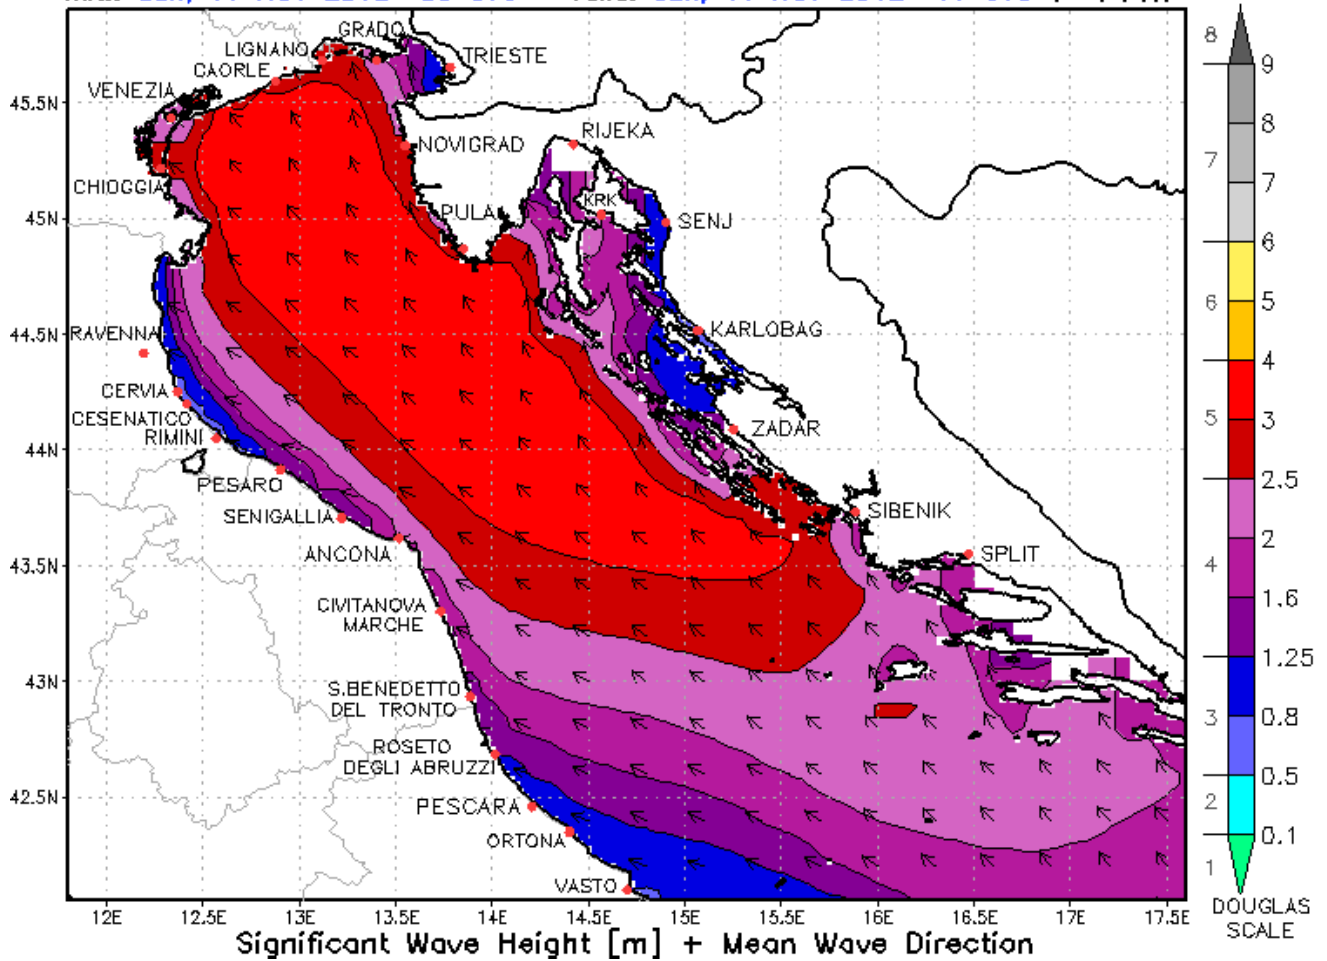 GRADO
LIGNANO
TRIESTE
CAORLE
VENEZIA
45.5N
RIJEKA
NOVIGRAD
CHIOGGIA
KRK
45N
PULA
SENJ
44.5N
RAVENNA
KARLOBAG
CERVIA
CESENATICO
RIMINI
ZADAR
44N
PESARO
SENIGALLIA
SIBENIK
ANCONA
SPLIT
43.5N
CIVITANOVA
MARCHE
43N
S.BENEDETTO
DEL TRONTO
ROSETO
DEGLI ABRUZZI
42.5N
PESCARA
ORTONA
VASTO
12E 12.5E 13E 13.5E 14E 14.5E 15E 15.5E 16E 16.5E 17E 17.5E
Significant Wave Height [m] + Mean Wave Direction
8
9
8
7
7
6
6
5
4
5
3
2.5
2
4
1.6
1.25
3
0.8
0.5
2
0.1
1
DOUGLAS
SCALE